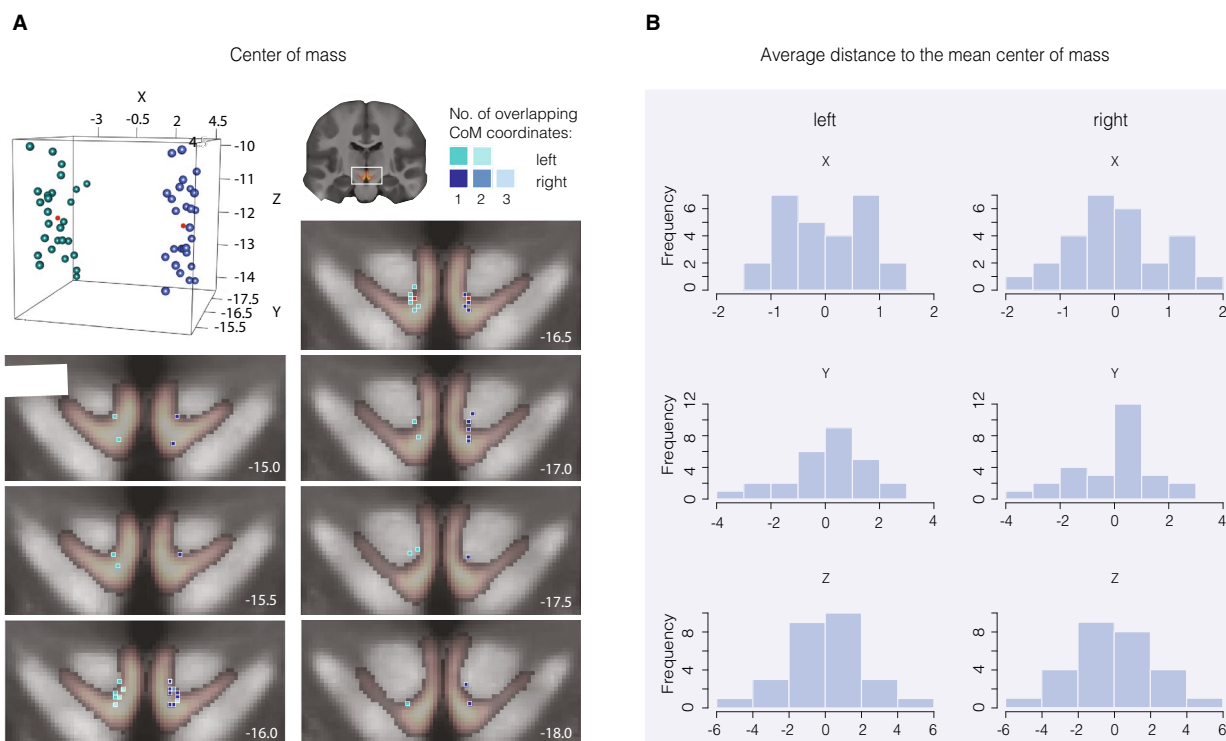 A
Center of mass
X
-3 -0.5 2 4.5
-10
-11
Z
-12
-13
-14
-17.5
-16.5
Y
-15.5
No. of overlapping
CoM coordinates:
left
right
1 2 3
-16.5
-15.0
-17.0
-15.5
-17.5
-16.0
-18.0
B
Average distance to the mean center of mass
left right
X X
Frequency
0 2 4 6
0 2 4 6
-2 -1 0 1 2
-2 -1 0 1 2
Y Y
Frequency
0 4 8 12
0 4 8 12
-4 -2 0 2 4
-4 -2 0 2 4
Z Z
Frequency
0 4 8
0 4 8
-6 -4 -2 0 2 4 6
-6 -4 -2 0 2 4 6